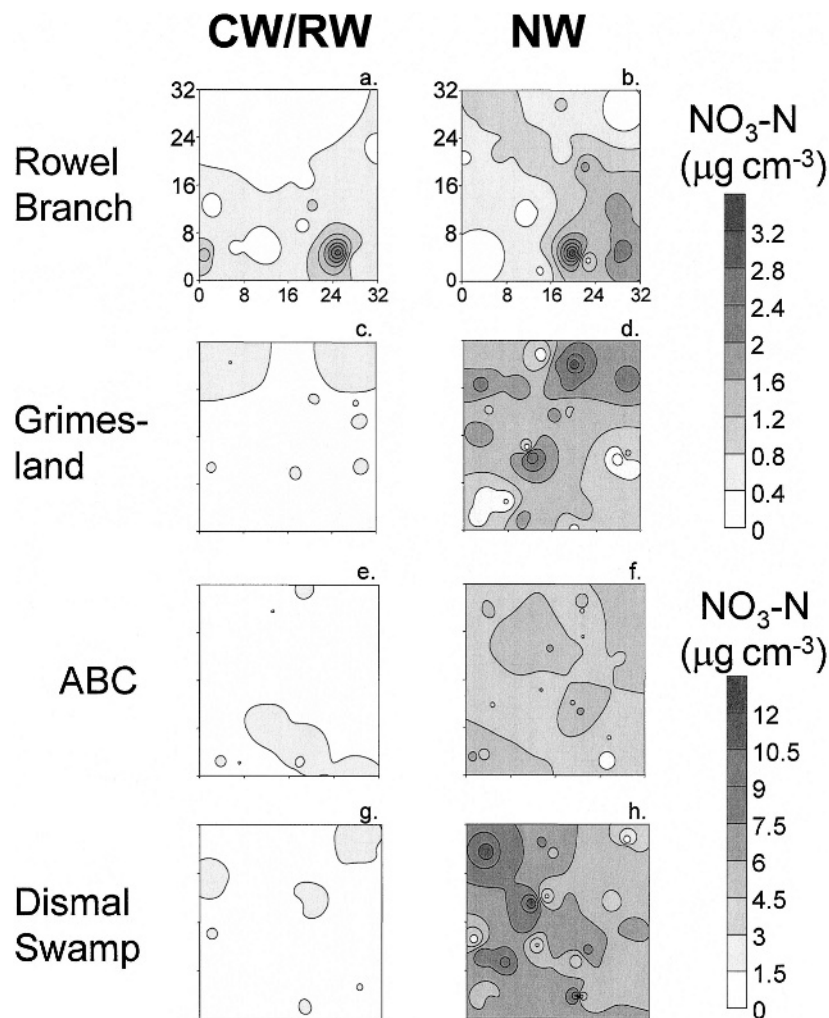 CW/RW NW
a. b.
Rowel
Branch
32
24
16
8
0
0 8 16 24 32
32
24
16
8
0
0 8 16 24 32
NO₃-N
(μg cm⁻³)
3.2
2.8
2.4
2
1.6
1.2
0.8
0.4
0
c. d.
Grimes-
land
e. f.
ABC
NO₃-N
(μg cm⁻³)
12
10.5
9
7.5
6
4.5
3
1.5
0
g. h.
Dismal
Swamp